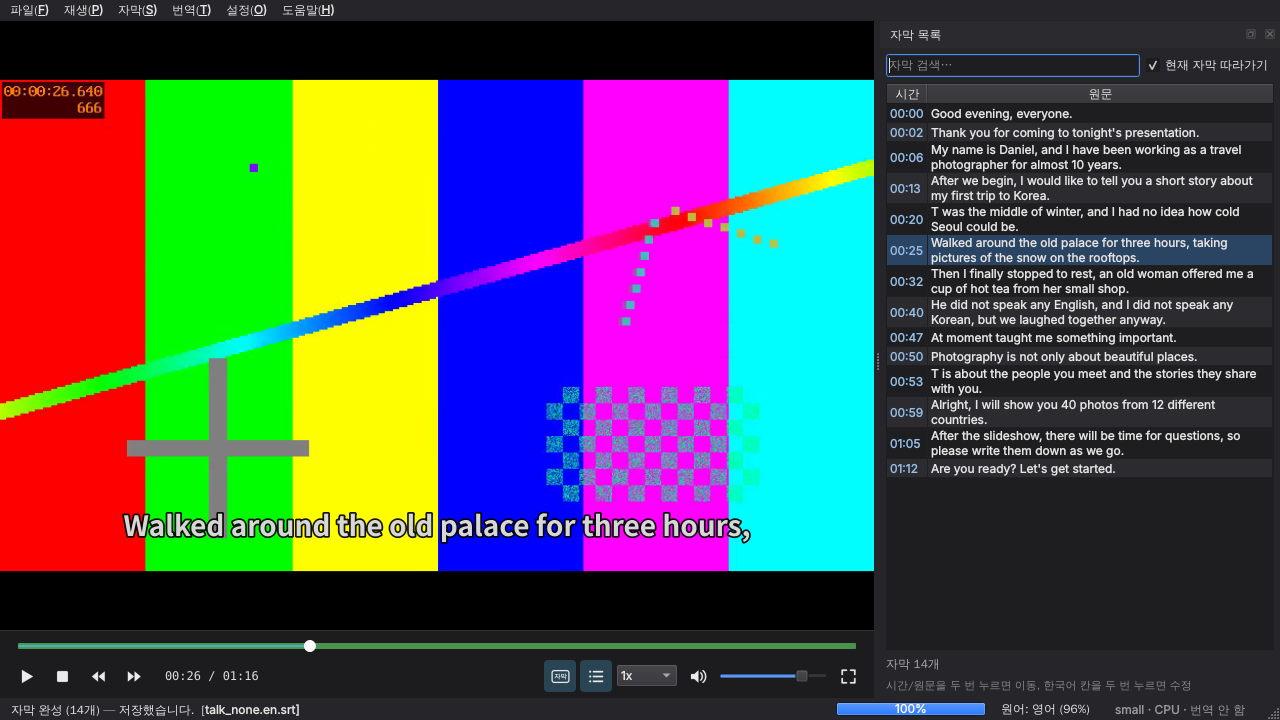 파일(F) 재생(P) 자막(S) 번역(T) 설정(O) 도움말(H)
00:00:26.640
666
Walked around the old palace for three hours,
00:26 / 01:16
자막
1x
자막 목록
자막 검색…
✓ 현재 자막 따라가기
시간 원문
00:00 Good evening, everyone.
00:02 Thank you for coming to tonight's presentation.
00:06 My name is Daniel, and I have been working as a travel
photographer for almost 10 years.
00:13 After we begin, I would like to tell you a short story about
my first trip to Korea.
00:20 T was the middle of winter, and I had no idea how cold
Seoul could be.
00:25 Walked around the old palace for three hours, taking
pictures of the snow on the rooftops.
00:32 Then I finally stopped to rest, an old woman offered me a
cup of hot tea from her small shop.
00:40 He did not speak any English, and I did not speak any
Korean, but we laughed together anyway.
00:47 At moment taught me something important.
00:50 Photography is not only about beautiful places.
00:53 T is about the people you meet and the stories they share
with you.
00:59 Alright, I will show you 40 photos from 12 different
countries.
01:05 After the slideshow, there will be time for questions, so
please write them down as we go.
01:12 Are you ready? Let's get started.
자막 14개
시간/원문을 두 번 누르면 이동, 한국어 칸을 두 번 누르면 수정
자막 완성 (14개) — 저장했습니다. [talk_none.en.srt]
100%
원어: 영어 (96%)
small · CPU · 번역 안 함